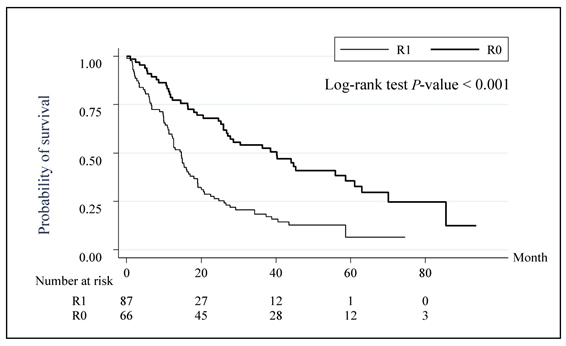 R1 R0
Log-rank test P-value < 0.001
Probability of survival
1.00
0.75
0.50
0.25
0.00
0 20 40 60 80
Month
Number at risk
R1 87 27 12 1 0
R0 66 45 28 12 3